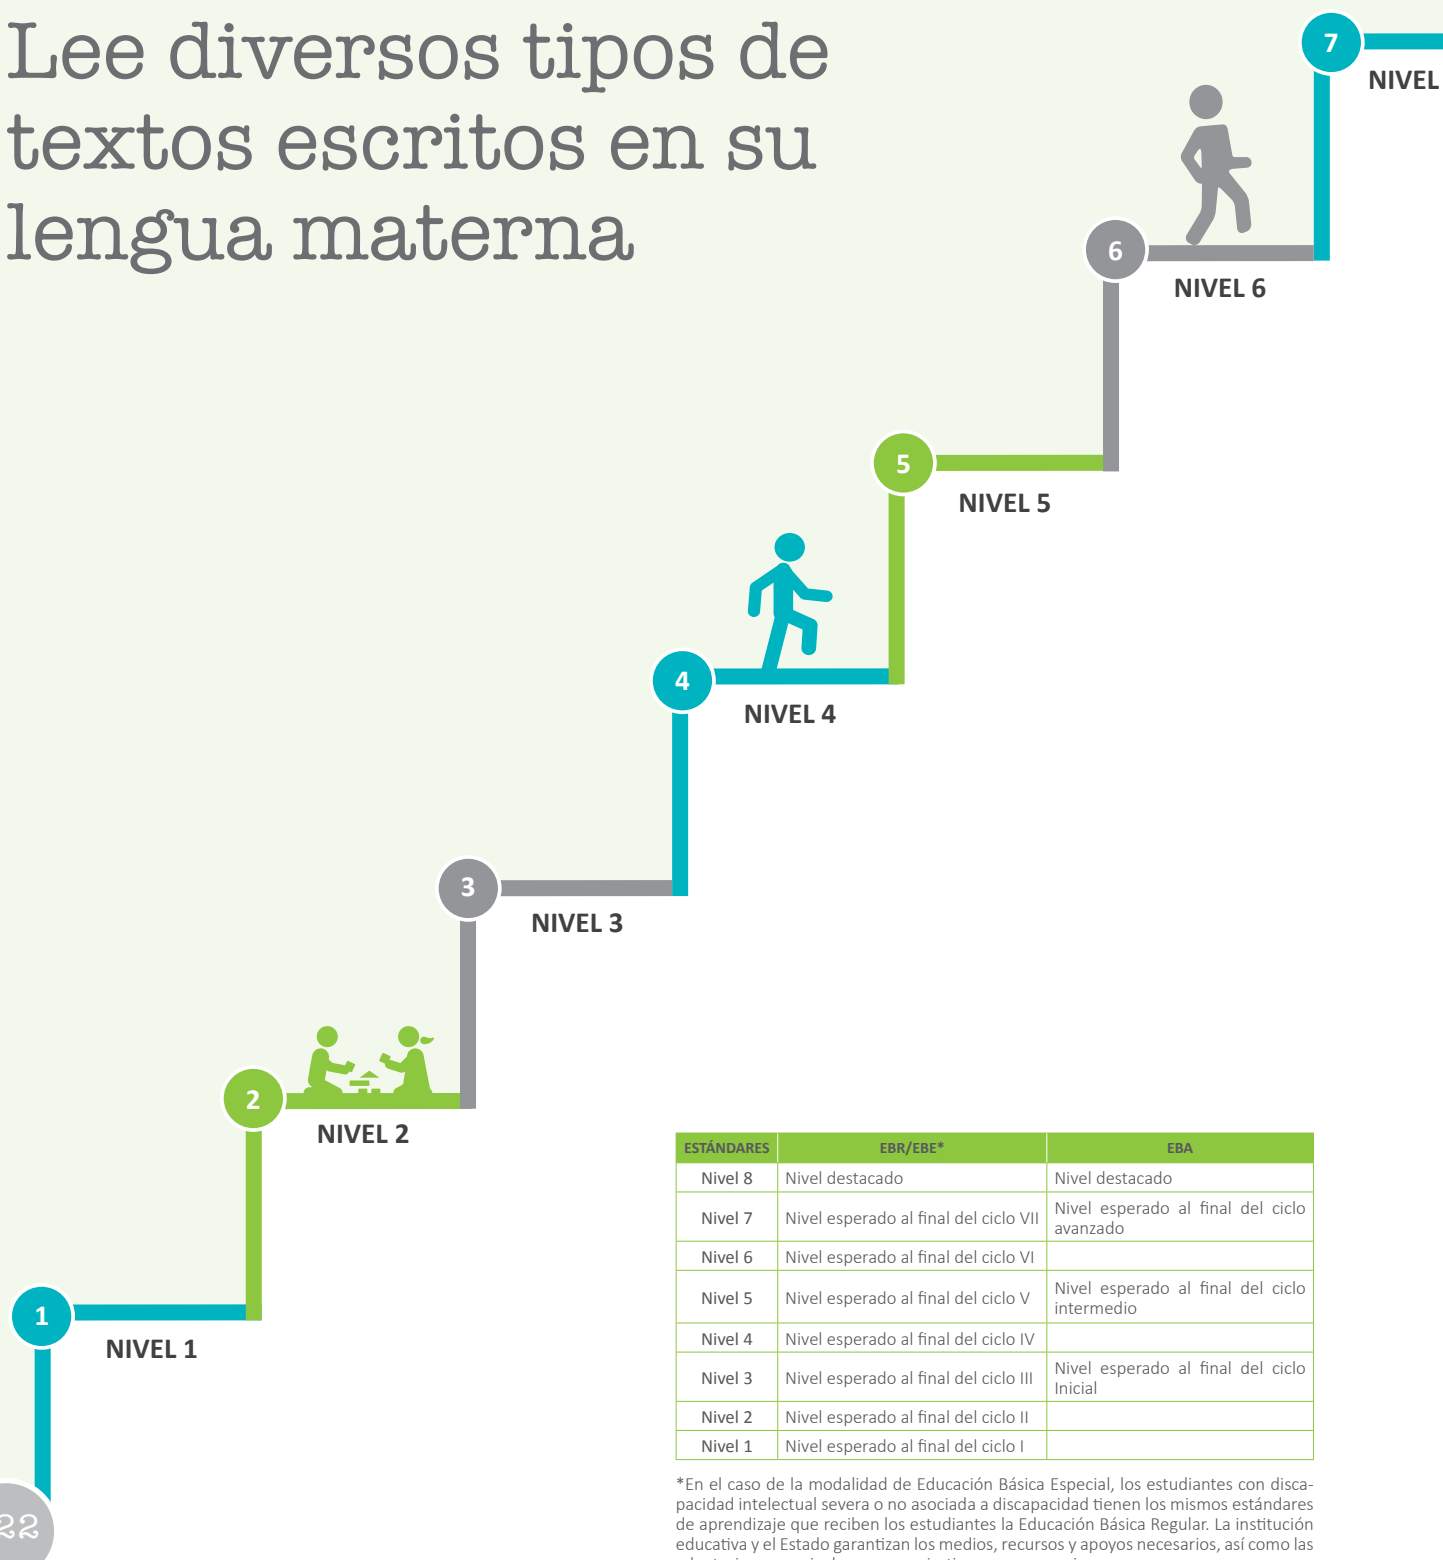 Lee diversos tipos de
textos escritos en su
lengua materna
7
NIVEL
6
NIVEL 6
5
NIVEL 5
4
NIVEL 4
3
NIVEL 3
2
NIVEL 2
1
NIVEL 1
ESTÁNDARES EBR/EBE* EBA
Nivel 8 Nivel destacado Nivel destacado
Nivel 7 Nivel esperado al final del ciclo VII Nivel esperado al final del ciclo
avanzado
Nivel 6 Nivel esperado al final del ciclo VI
Nivel 5 Nivel esperado al final del ciclo V Nivel esperado al final del ciclo
intermedio
Nivel 4 Nivel esperado al final del ciclo IV
Nivel 3 Nivel esperado al final del ciclo III Nivel esperado al final del ciclo
Inicial
Nivel 2 Nivel esperado al final del ciclo II
Nivel 1 Nivel esperado al final del ciclo I
*En el caso de la modalidad de Educación Básica Especial, los estudiantes con disca-
pacidad intelectual severa o no asociada a discapacidad tienen los mismos estándares
de aprendizaje que reciben los estudiantes la Educación Básica Regular. La institución
educativa y el Estado garantizan los medios, recursos y apoyos necesarios, así como las
22